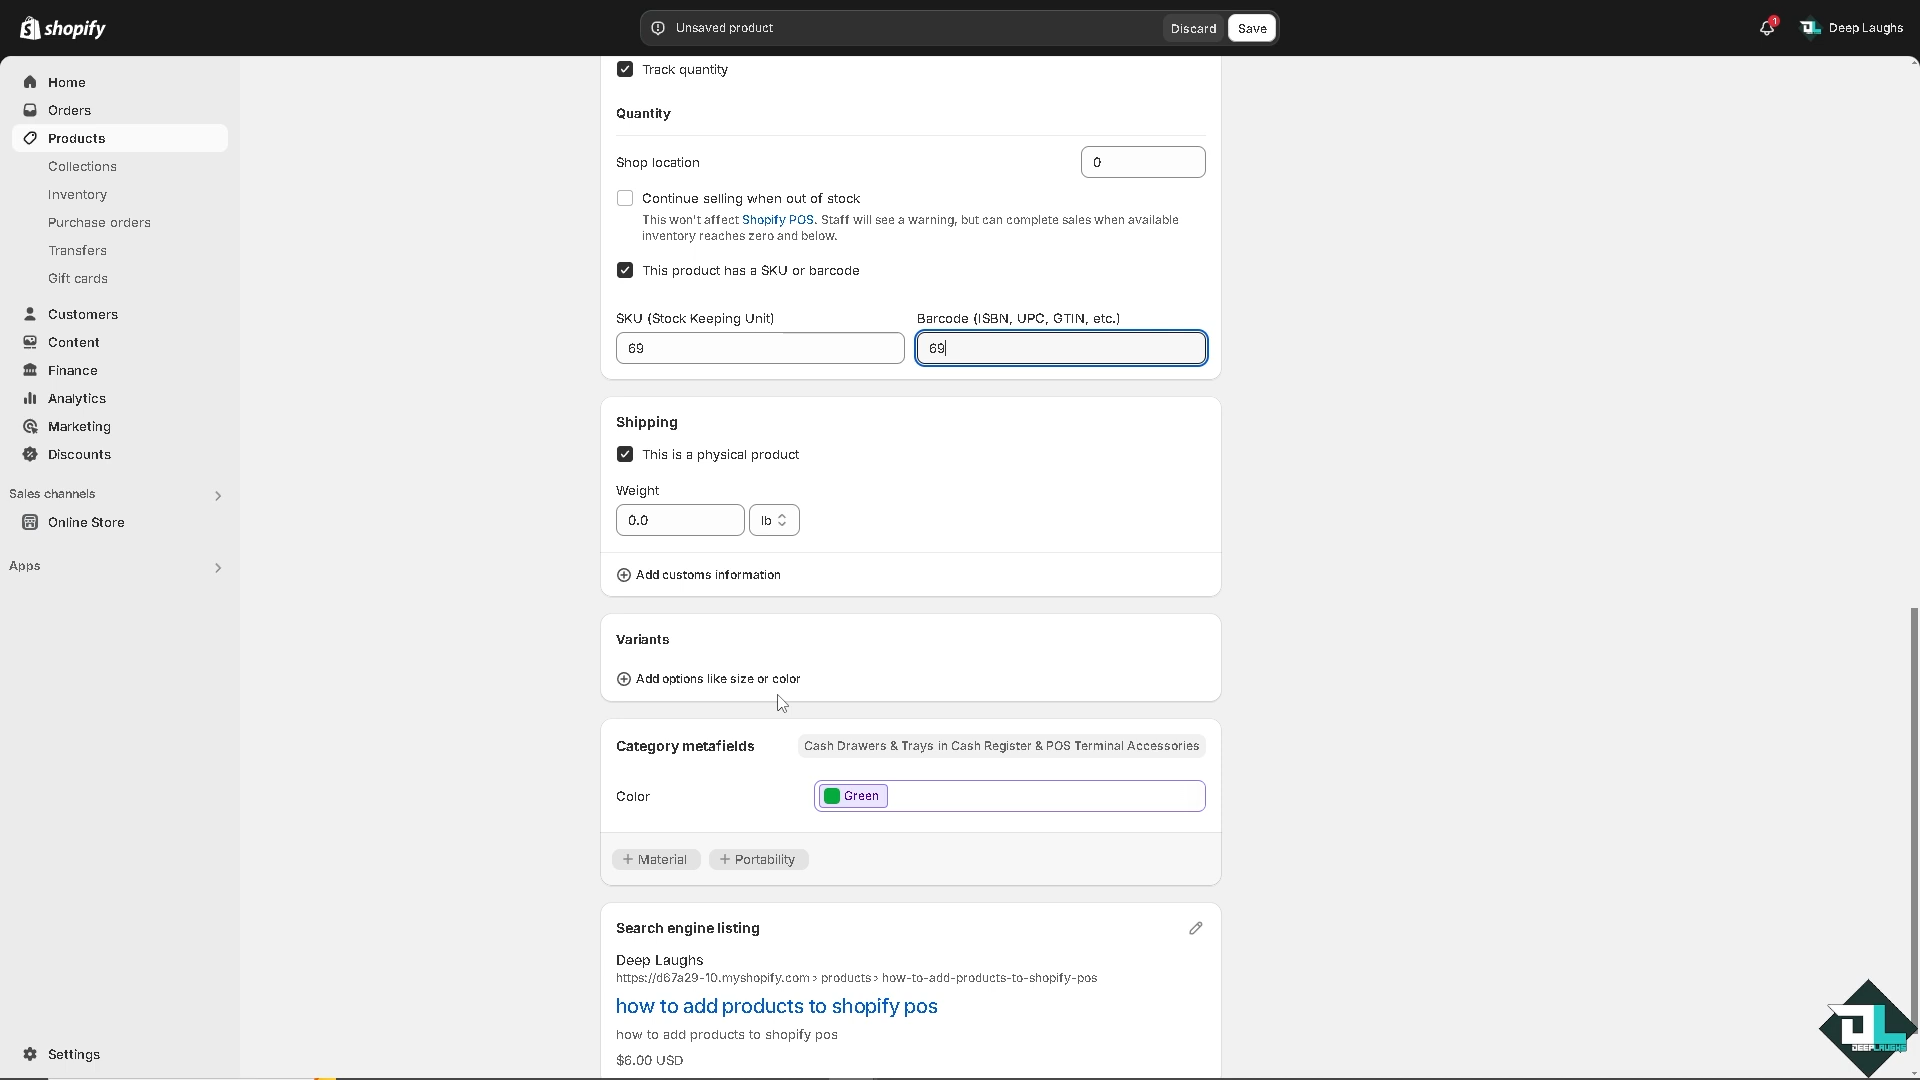 shopify
Unsaved product
Discard
Save
1
Deep Laughs
Home
Orders
Products
Collections
Inventory
Purchase orders
Transfers
Gift cards
Customers
Content
Finance
Analytics
Marketing
Discounts
Sales channels
Online Store
Apps
Settings
Track quantity
Quantity
Shop location
0
Continue selling when out of stock
This won't affect Shopify POS. Staff will see a warning, but can complete sales when available
inventory reaches zero and below.
This product has a SKU or barcode
SKU (Stock Keeping Unit)
Barcode (ISBN, UPC, GTIN, etc.)
69
69
Shipping
This is a physical product
Weight
0.0
lb
Add customs information
Variants
Add options like size or color
Category metafields
Cash Drawers & Trays in Cash Register & POS Terminal Accessories
Color
Green
+ Material
+ Portability
Search engine listing
Deep Laughs
https://d67a29-10.myshopify.com › products › how-to-add-products-to-shopify-pos
how to add products to shopify pos
how to add products to shopify pos
$6.00 USD
DL
DEEPLAUGHS